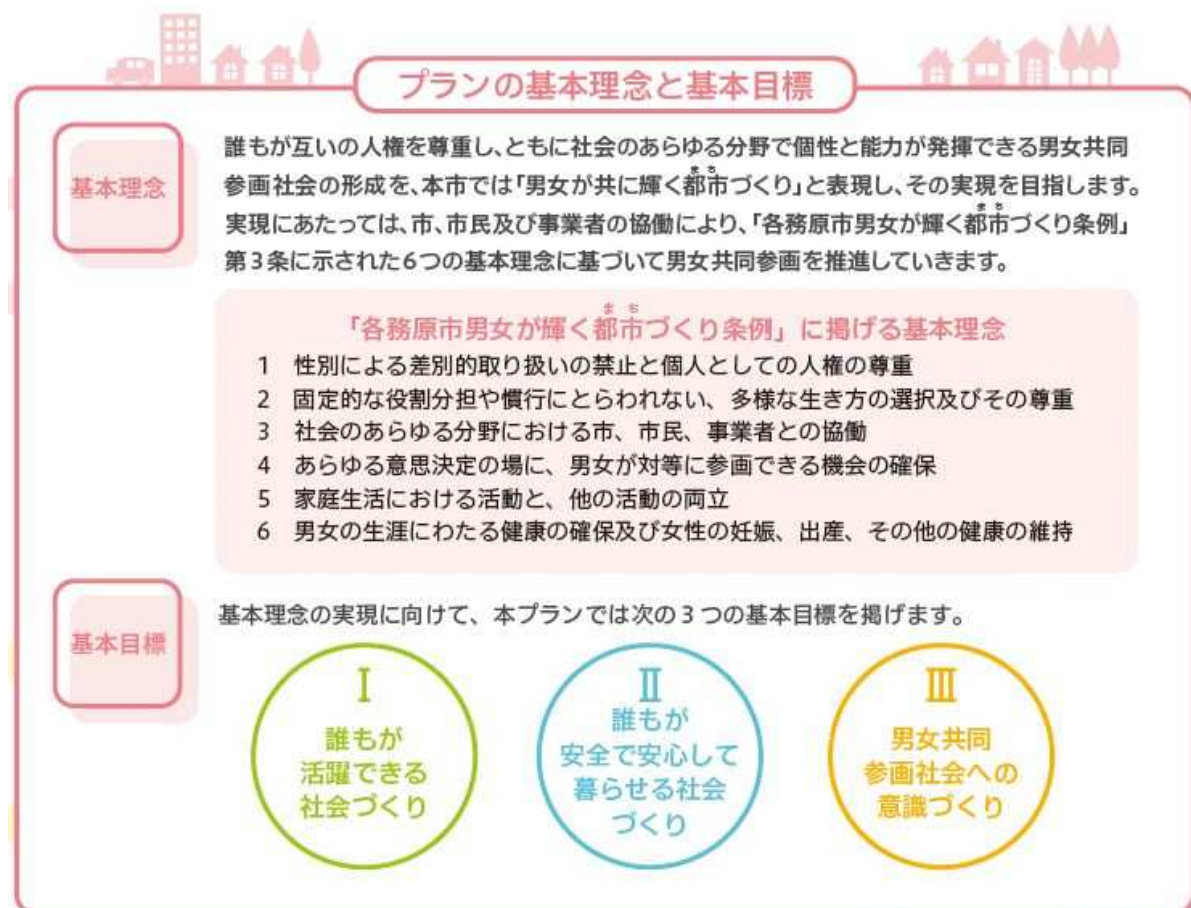 プランの基本理念と基本目標
基本理念
誰もが互いの人権を尊重し、ともに社会のあらゆる分野で個性と能力が発揮できる男女共同
参画社会の形成を、本市では「男女が共に輝く都市づくり」と表現し、その実現を目指します。
実現にあたっては、市、市民及び事業者の協働により、「各務原市男女が輝く都市づくり条例」
第3条に示された6つの基本理念に基づいて男女共同参画を推進していきます。
「各務原市男女が輝く都市づくり条例」に掲げる基本理念
1 性別による差別的取り扱いの禁止と個人としての人権の尊重
2 固定的な役割分担や慣行にとらわれない、多様な生き方の選択及びその尊重
3 社会のあらゆる分野における市、市民、事業者との協働
4 あらゆる意思決定の場に、男女が対等に参画できる機会の確保
5 家庭生活における活動と、他の活動の両立
6 男女の生涯にわたる健康の確保及び女性の妊娠、出産、その他の健康の維持
基本目標
基本理念の実現に向けて、本プランでは次の3つの基本目標を掲げます。
Ⅰ
誰もが
活躍できる
社会づくり
Ⅱ
誰もが
安全で安心して
暮らせる社会
づくり
Ⅲ
男女共同
参画社会への
意識づくり